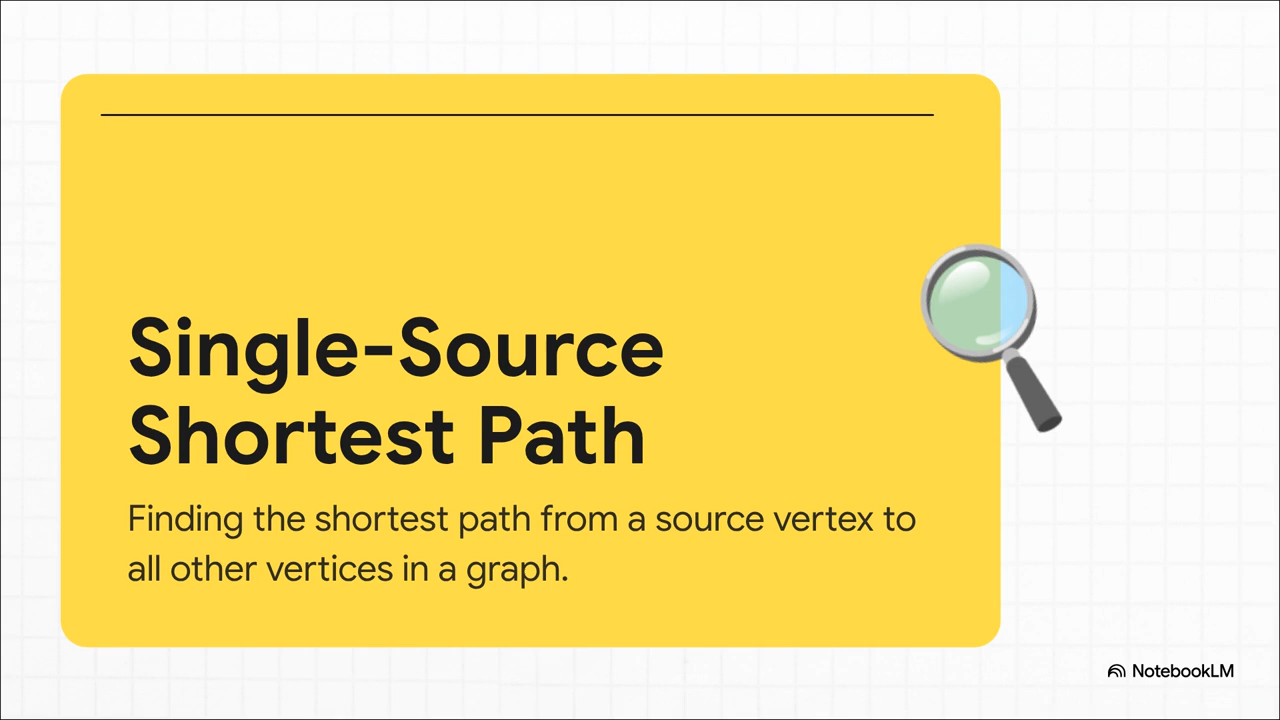 Single-Source
Shortest Path
Finding the shortest path from a source vertex to
all other vertices in a graph.
NotebookLM